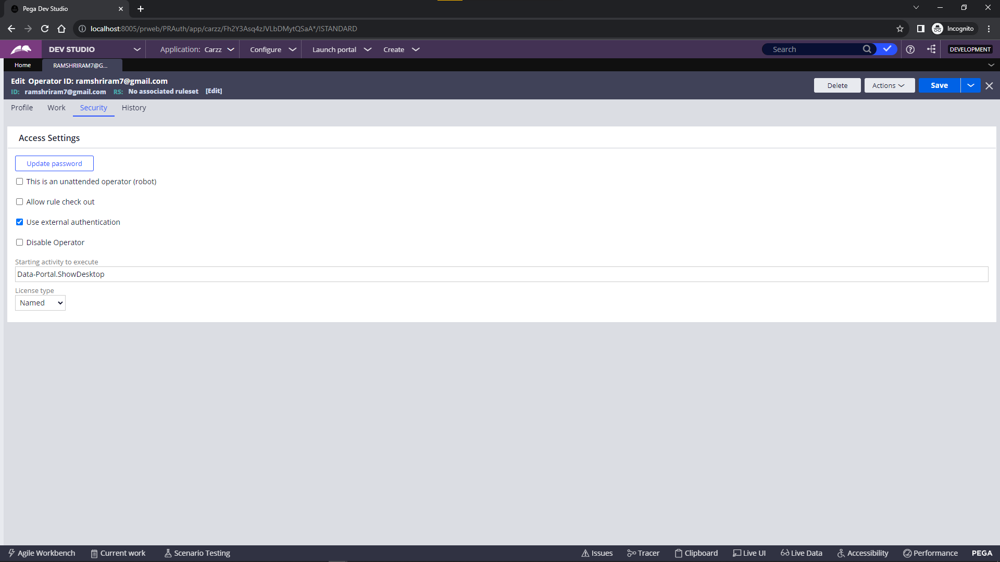 Pega Dev Studio
localhost:8005/prweb/PRAuth/app/carzz/Fh2Y3Asq4zJVLbDMytQSaA*/!STANDARD
Incognito
DEV STUDIO
Application: Carzz
Configure
Launch portal
Create
Search
DEVELOPMENT
Home
RAMSHRIRAM7@G...
Edit Operator ID: ramshriram7@gmail.com
ID: ramshriram7@gmail.com RS: No associated ruleset [Edit]
Delete
Actions
Save
Profile
Work
Security
History
Access Settings
Update password
This is an unattended operator (robot)
Allow rule check out
Use external authentication
Disable Operator
Starting activity to execute
Data-Portal.ShowDesktop
License type
Named
Agile Workbench
Current work
Scenario Testing
Issues
Tracer
Clipboard
Live UI
Live Data
Accessibility
Performance
PEGA